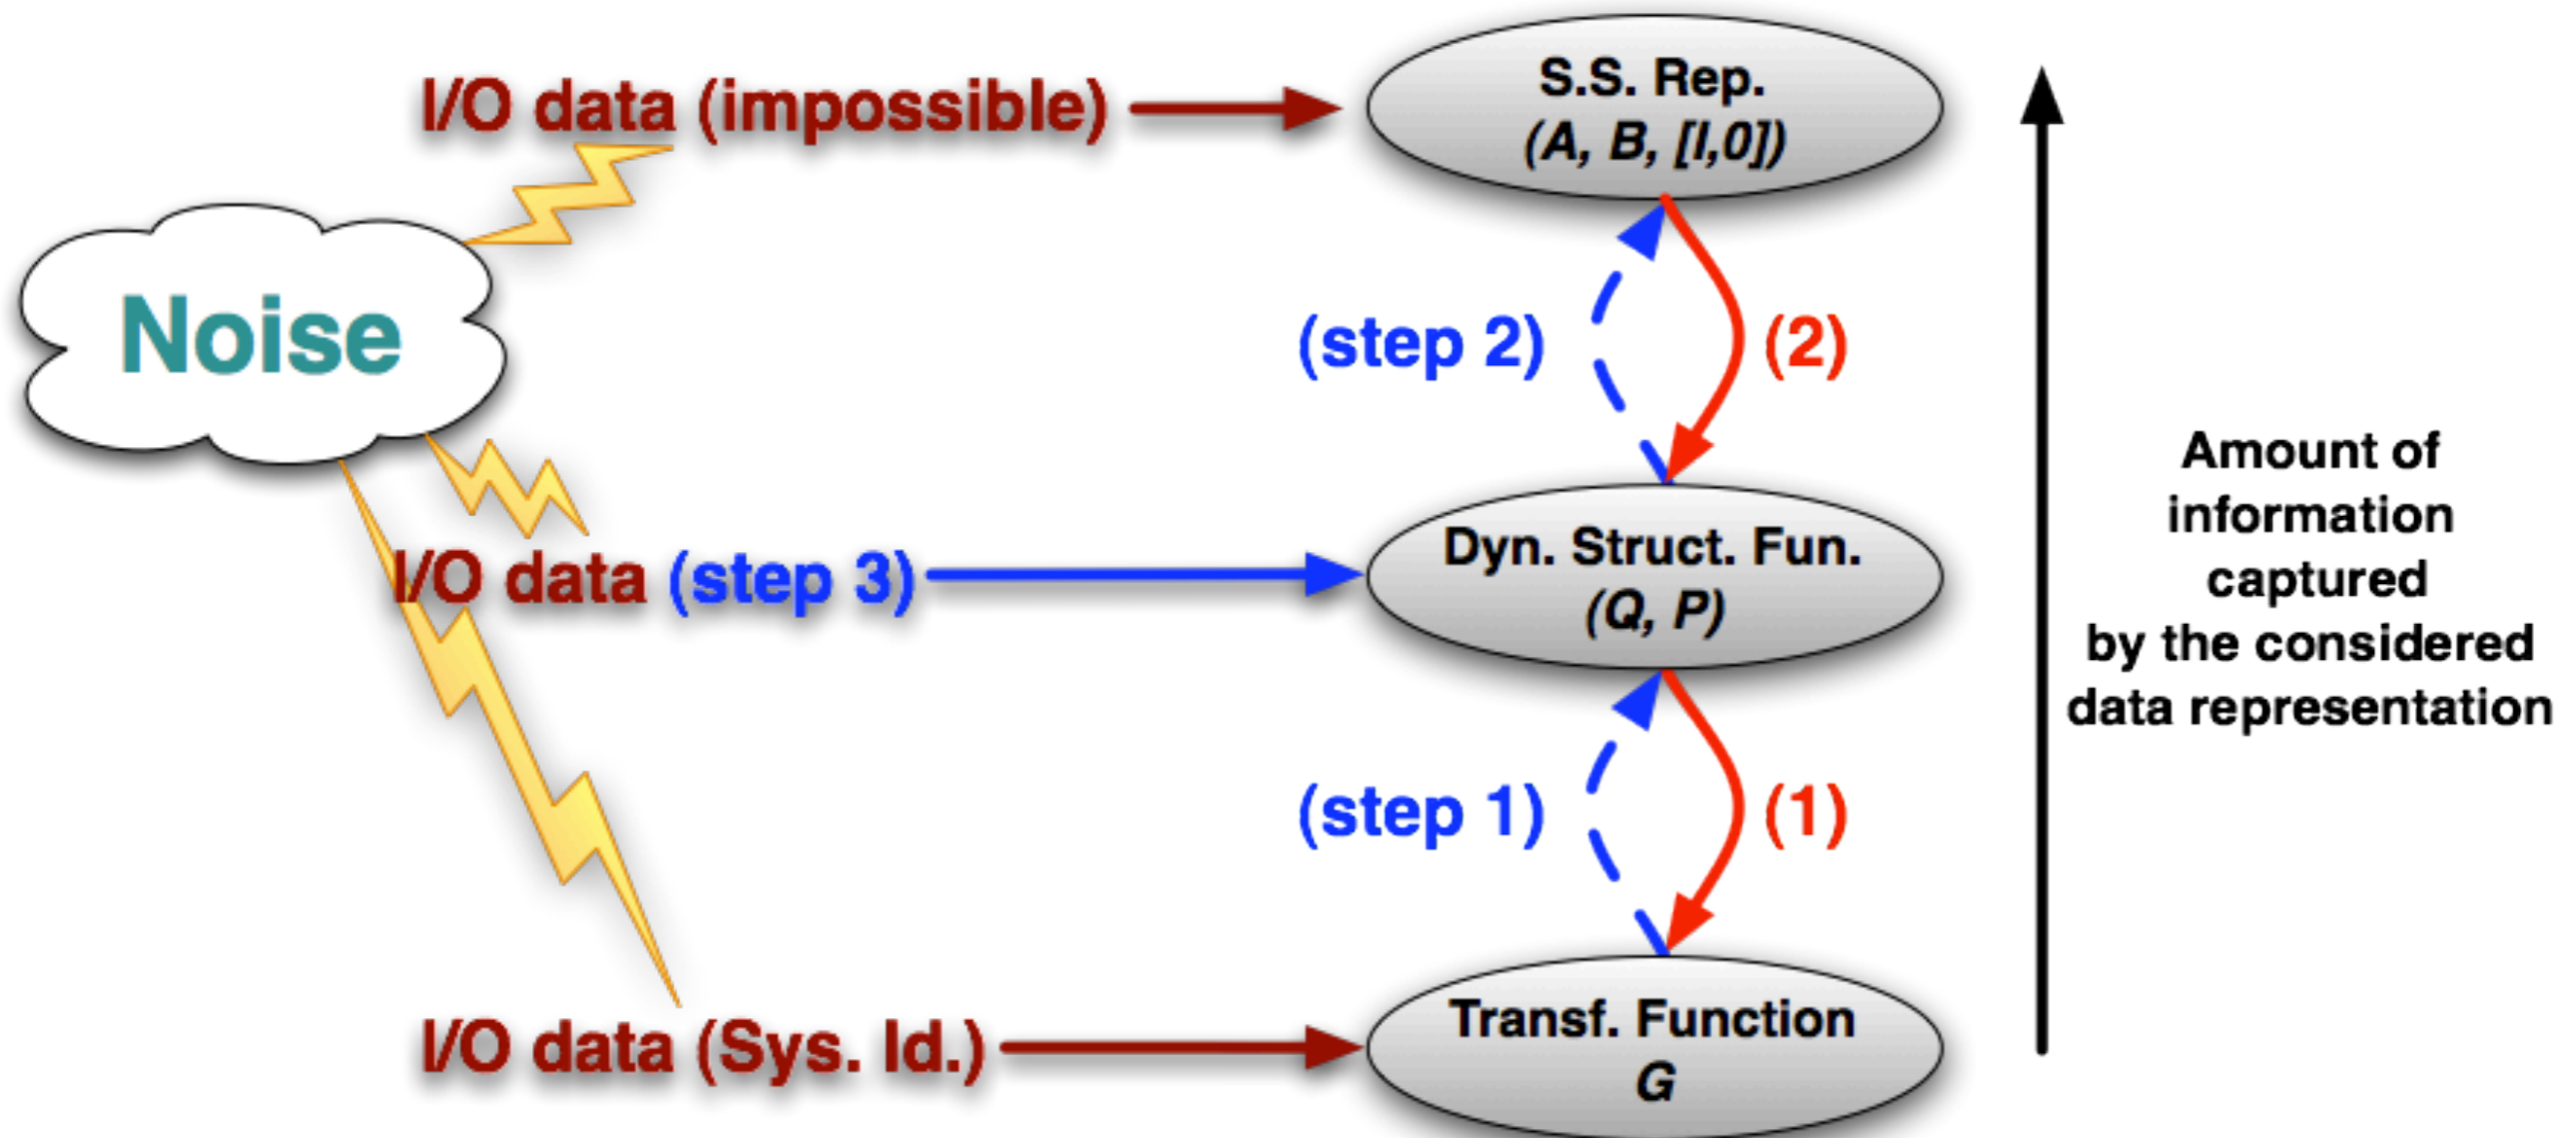 I/O data (impossible)
S.S. Rep.
(A, B, [I,0])
Noise
(step 2)
(2)
I/O data (step 3)
Dyn. Struct. Fun.
(Q, P)
Amount of
information
captured
by the considered
data representation
(step 1)
(1)
I/O data (Sys. Id.)
Transf. Function
G